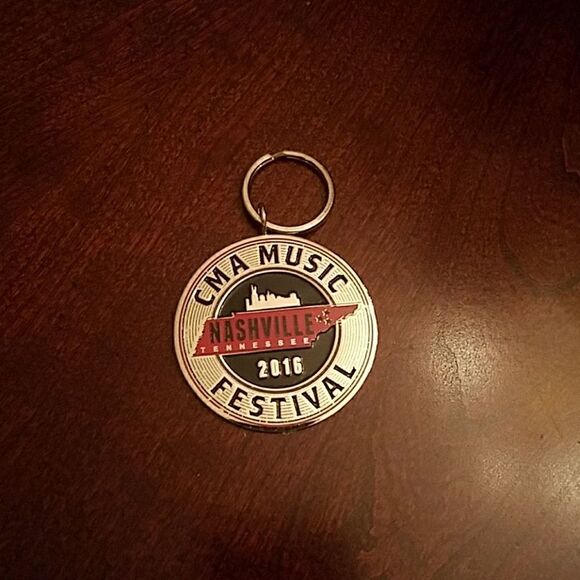 CMA MUSIC
NASHVILLE
TENNESSEE
2016
FESTIVAL